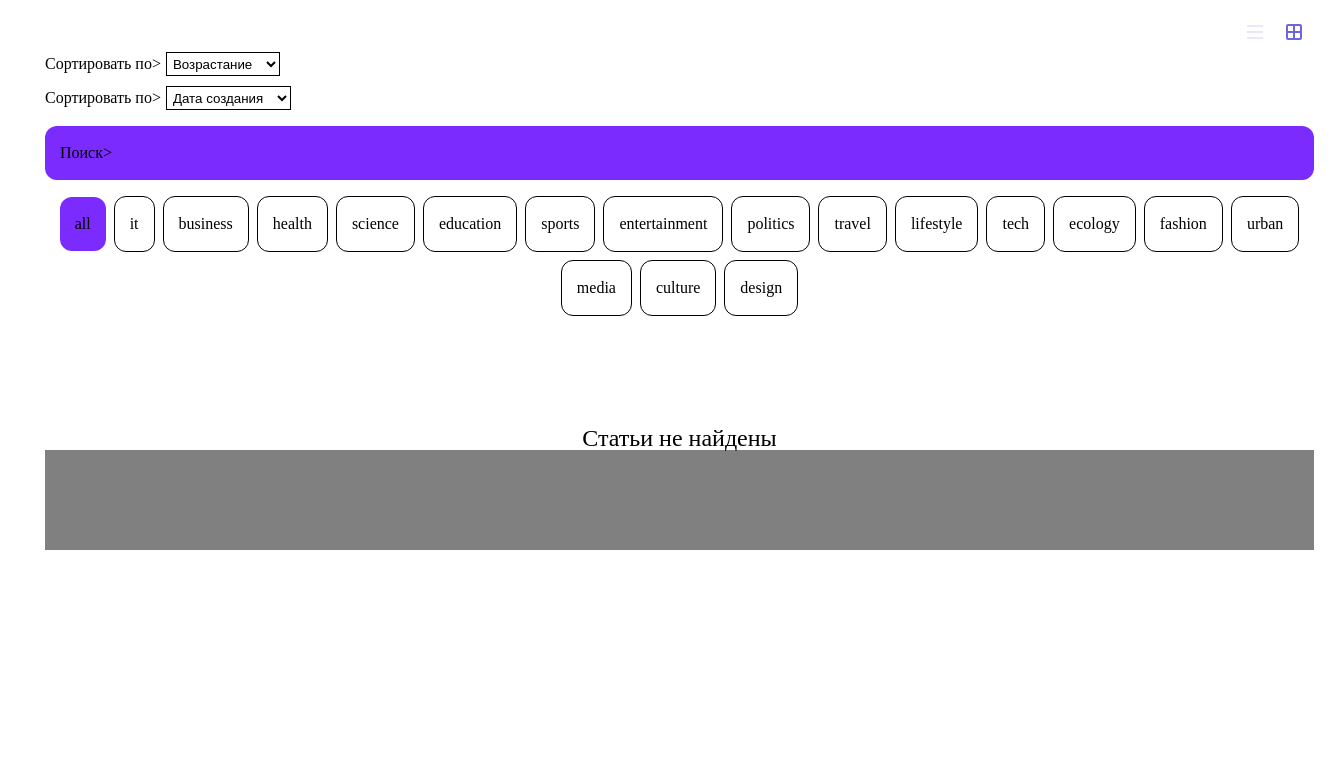 Сортировать по> Возрастание
Сортировать по> Дата создания
Поиск>
all it business health science education sports entertainment politics travel lifestyle tech ecology fashion urban
media culture design
Статьи не найдены